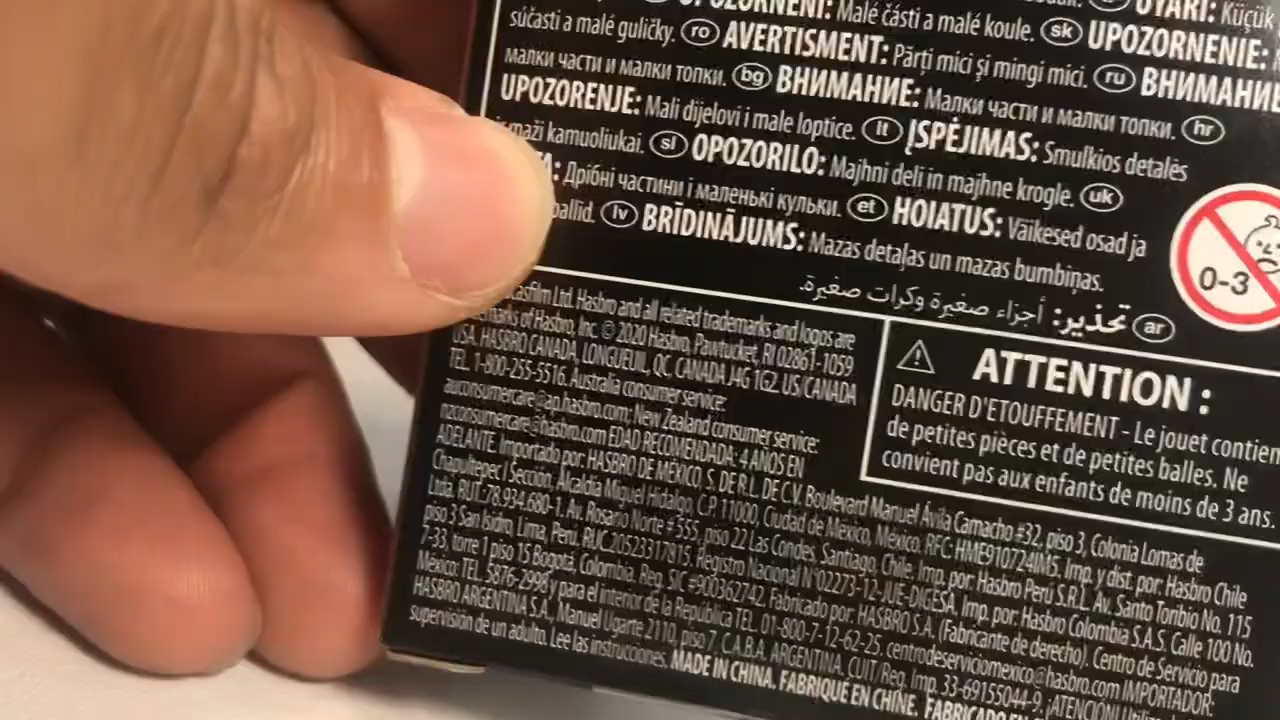 UPOZORNĚNÍ: Malé části a malé koule. sk UPOZORNENIE:
súčasti a malé guličky. ro AVERTISMENT: Părți mici și mingi mici. ru ВНИМАНИЕ
малки части и малки топки. bg ВНИМАНИЕ: Малки части и малки топки. hr
UPOZORENJE: Mali dijelovi i male loptice. lt ĮSPĖJIMAS: Smulkios detalės
ir maži kamuoliukai. sl OPOZORILO: Majhni deli in majhne krogle. uk
Дрібні частини і маленькі кульки. et HOIATUS: Väikesed osad ja
pallid. lv BRĪDINĀJUMS: Mazas detaļas un mazas bumbiņas.
ar تحذير: أجزاء صغيرة وكرات صغيرة.
0-3
Ltd. Hasbro and all related trademarks and logos are
of Hasbro, Inc. © 2020 Hasbro, Pawtucket, RI 02861-1059
USA. HASBRO CANADA, LONGUEUIL, QC CANADA J4G 1G2. US/CANADA
TEL. 1-800-255-5516. Australia consumer service:
auconsumercare@ap.hasbro.com; New Zealand consumer service:
nzconsumercare@hasbro.com EDAD RECOMENDADA: 4 AÑOS EN
ADELANTE. Importado por: HASBRO DE MÉXICO, S. DE R.L. DE C.V. Boulevard Manuel Ávila Camacho #32, piso 3, Colonia Lomas de
Chapultepec I Sección, Alcaldía Miguel Hidalgo, C.P. 11000, Ciudad de México, México. RFC: HME910724IM5. Imp. y dist. por: Hasbro Chile
Ltda. RUT:78.934.680-1, Av. Rosario Norte #555, piso 22 Las Condes, Santiago, Chile. Imp. por: Hasbro Perú S.R.L. Av. Santo Toribio No. 115
piso 3 San Isidro, Lima, Perú. RUC20523317815. Registro Nacional N°02273-12-JUE-DIGESA. Imp. por: Hasbro Colombia S.A.S. Calle 100 No.
7-33, torre 1 piso 15 Bogotá, Colombia. Reg. SIC #900362742. Fabricado por: HASBRO S.A. (Fabricante de derecho). Centro de Servicio para
México: TEL. 5876-2998 y para el interior de la República TEL. 01-800-7-12-62-25. centrodeserviciomexico@hasbro.com IMPORTADOR:
HASBRO ARGENTINA S.A., Manuel Ugarte 2110, piso 7, C.A.B.A. ARGENTINA, CUIT/Reg. Imp. 33-69155044-9. ¡ATENCIÓN!
supervisión de un adulto. Lee las instrucciones. MADE IN CHINA. FABRIQUÉ EN CHINE. FABRICADO EN
ATTENTION :
DANGER D'ETOUFFEMENT - Le jouet contient
de petites pièces et de petites balles. Ne
convient pas aux enfants de moins de 3 ans.